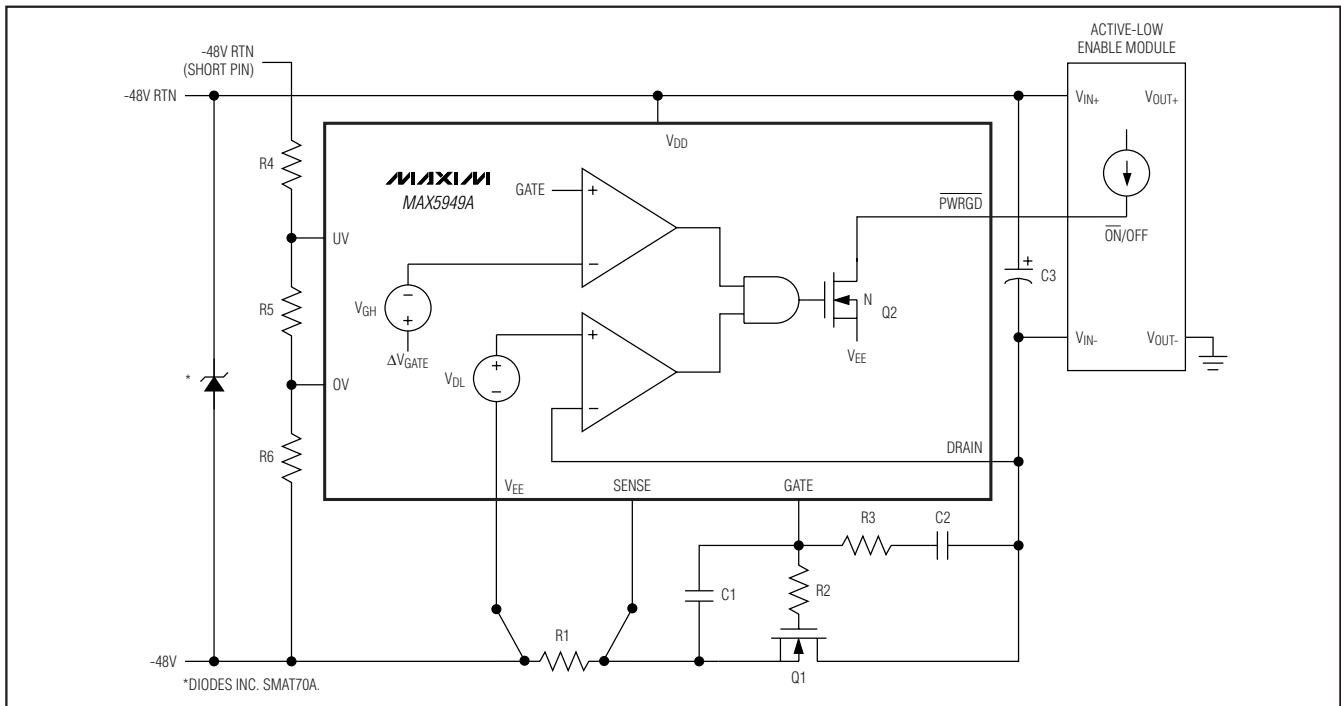 ACTIVE-LOW
ENABLE MODULE
-48V RTN
(SHORT PIN)
-48V RTN
VIN+
VOUT+
VDD
R4
MAXIM
MAX5949A
GATE
+
−
PWRGD
ON/OFF
UV
VGH
−
+
ΔVGATE
R5
N
Q2
VEE
+
C3
VIN-
VOUT-
VDL
+
−
+
−
*
OV
R6
DRAIN
VEE
SENSE
GATE
R3
C2
C1
R2
R1
-48V
Q1
*DIODES INC. SMAT70A.